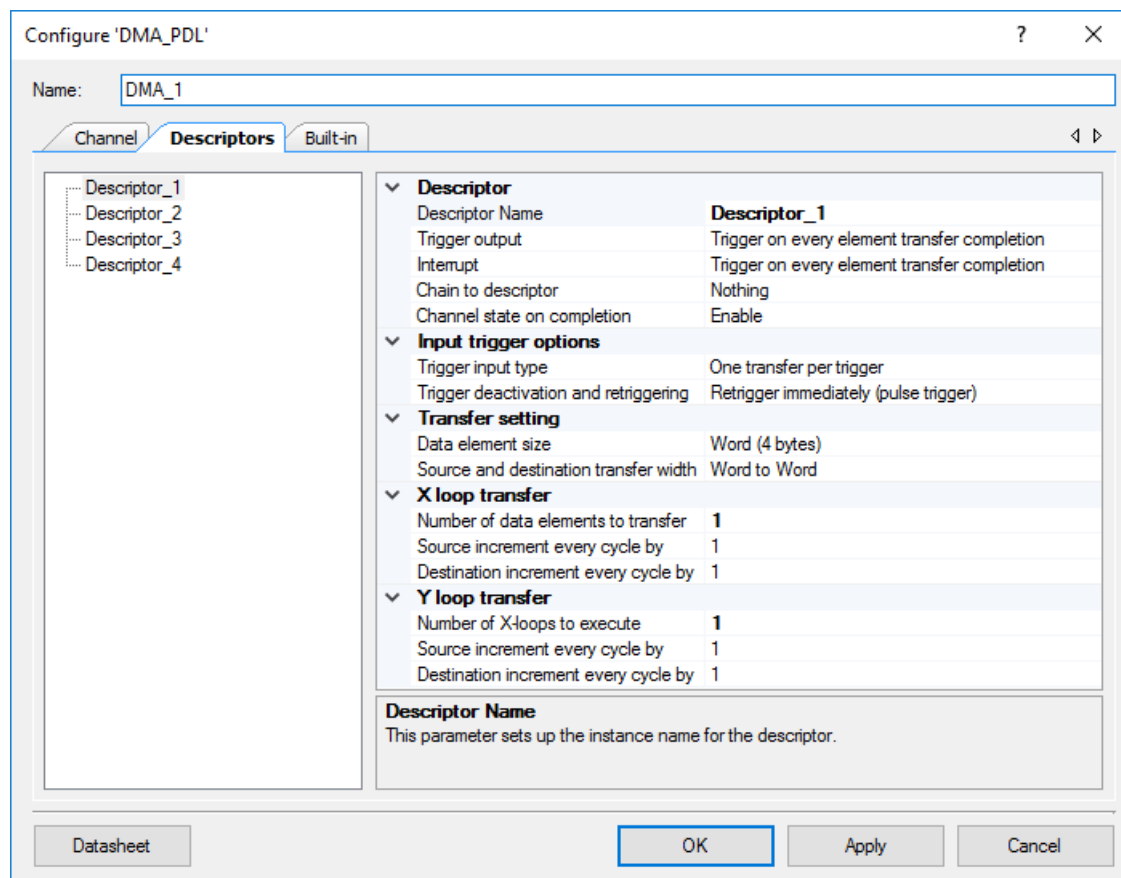 Configure 'DMA_PDL'
?
Name: DMA_1
Channel Descriptors Built-in
Descriptor_1
Descriptor_2
Descriptor_3
Descriptor_4
Descriptor
Descriptor Name Descriptor_1
Trigger output Trigger on every element transfer completion
Interrupt Trigger on every element transfer completion
Chain to descriptor Nothing
Channel state on completion Enable
Input trigger options
Trigger input type One transfer per trigger
Trigger deactivation and retriggering Retrigger immediately (pulse trigger)
Transfer setting
Data element size Word (4 bytes)
Source and destination transfer width Word to Word
X loop transfer
Number of data elements to transfer 1
Source increment every cycle by 1
Destination increment every cycle by 1
Y loop transfer
Number of X-loops to execute 1
Source increment every cycle by 1
Destination increment every cycle by 1
Descriptor Name
This parameter sets up the instance name for the descriptor.
Datasheet OK Apply Cancel